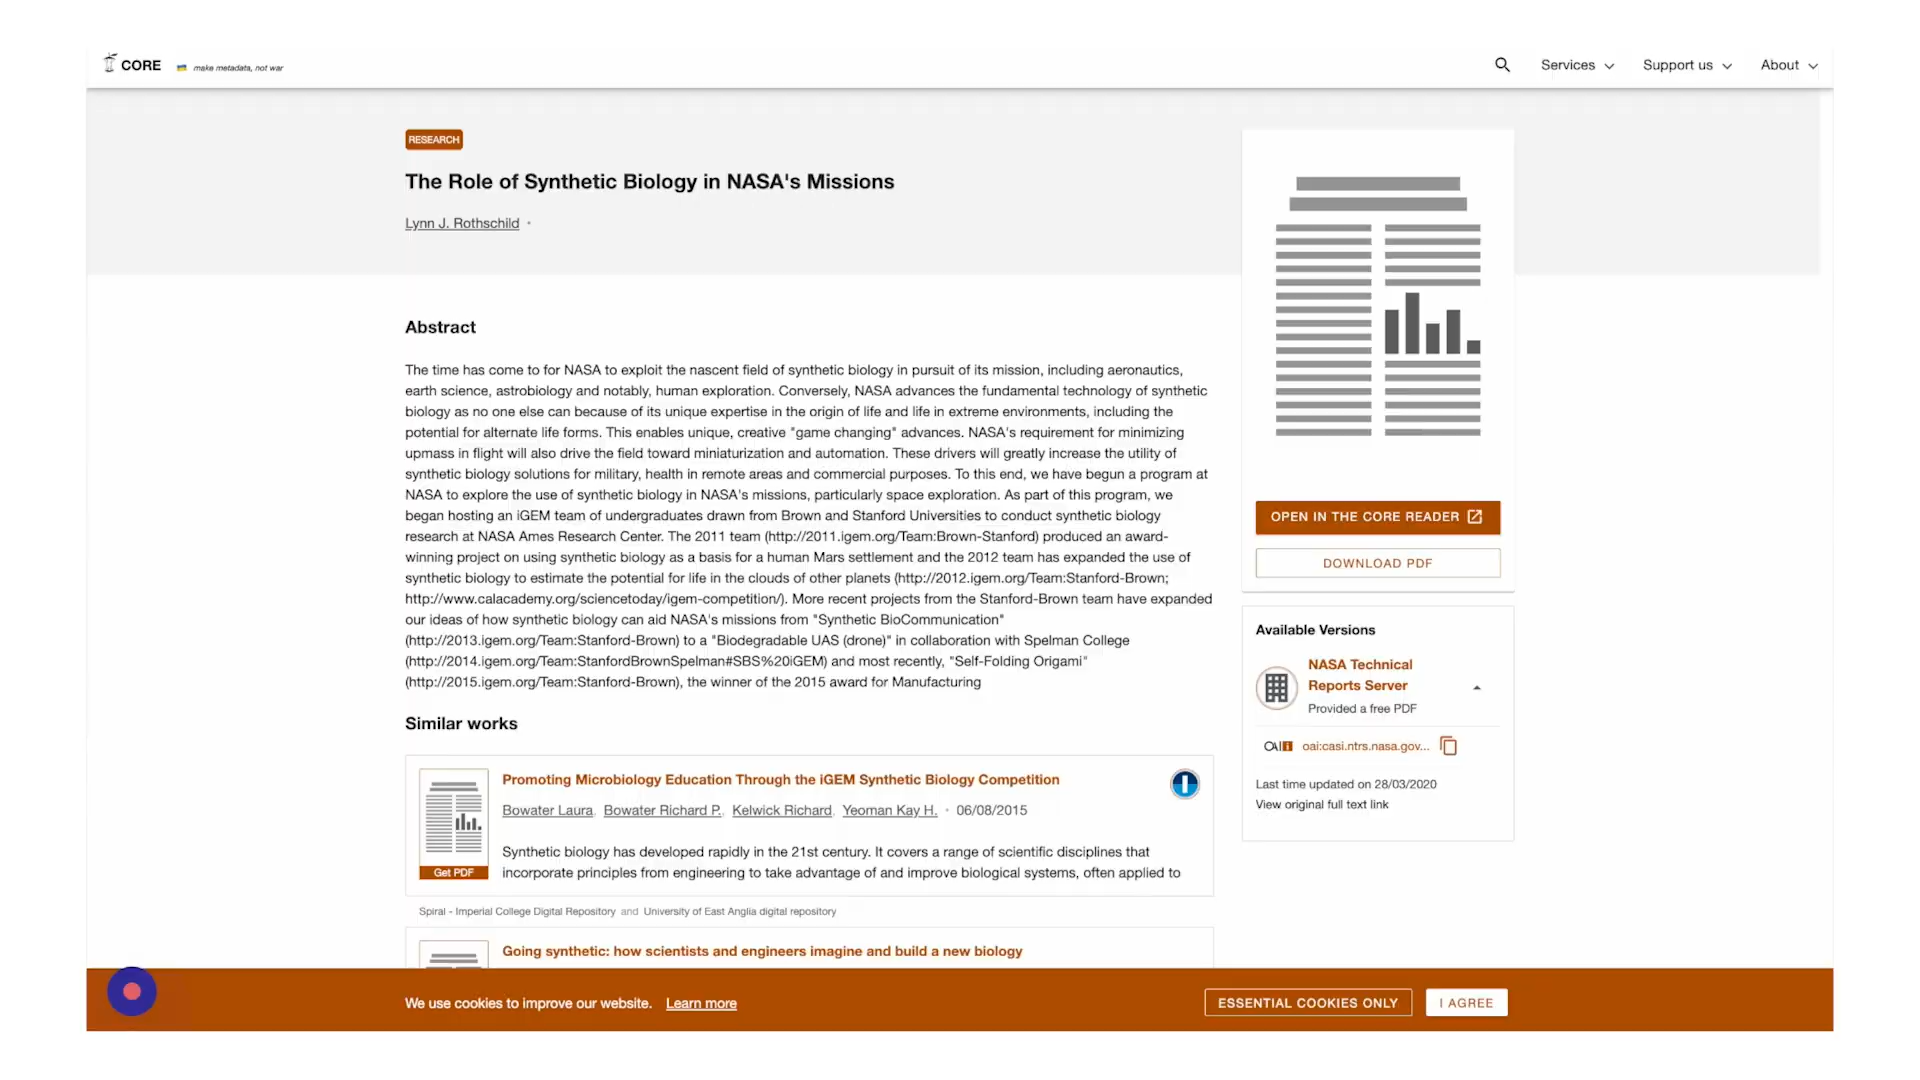 CORE make metadata, not war
Services Support us About
RESEARCH
The Role of Synthetic Biology in NASA's Missions
Lynn J. Rothschild ·
Abstract
The time has come to for NASA to exploit the nascent field of synthetic biology in pursuit of its mission, including aeronautics,
earth science, astrobiology and notably, human exploration. Conversely, NASA advances the fundamental technology of synthetic
biology as no one else can because of its unique expertise in the origin of life and life in extreme environments, including the
potential for alternate life forms. This enables unique, creative "game changing" advances. NASA's requirement for minimizing
upmass in flight will also drive the field toward miniaturization and automation. These drivers will greatly increase the utility of
synthetic biology solutions for military, health in remote areas and commercial purposes. To this end, we have begun a program at
NASA to explore the use of synthetic biology in NASA's missions, particularly space exploration. As part of this program, we
began hosting an iGEM team of undergraduates drawn from Brown and Stanford Universities to conduct synthetic biology
research at NASA Ames Research Center. The 2011 team (http://2011.igem.org/Team:Brown-Stanford) produced an award-
winning project on using synthetic biology as a basis for a human Mars settlement and the 2012 team has expanded the use of
synthetic biology to estimate the potential for life in the clouds of other planets (http://2012.igem.org/Team:Stanford-Brown;
http://www.calacademy.org/sciencetoday/igem-competition/). More recent projects from the Stanford-Brown team have expanded
our ideas of how synthetic biology can aid NASA's missions from "Synthetic BioCommunication"
(http://2013.igem.org/Team:Stanford-Brown) to a "Biodegradable UAS (drone)" in collaboration with Spelman College
(http://2014.igem.org/Team:StanfordBrownSpelman#SBS%20iGEM) and most recently, "Self-Folding Origami"
(http://2015.igem.org/Team:Stanford-Brown), the winner of the 2015 award for Manufacturing
Similar works
Promoting Microbiology Education Through the iGEM Synthetic Biology Competition
Bowater Laura, Bowater Richard P., Kelwick Richard, Yeoman Kay H. · 06/08/2015
Synthetic biology has developed rapidly in the 21st century. It covers a range of scientific disciplines that
incorporate principles from engineering to take advantage of and improve biological systems, often applied to
Get PDF
Spiral - Imperial College Digital Repository and University of East Anglia digital repository
Going synthetic: how scientists and engineers imagine and build a new biology
OPEN IN THE CORE READER
DOWNLOAD PDF
Available Versions
NASA Technical
Reports Server
Provided a free PDF
OAI oai:casi.ntrs.nasa.gov...
Last time updated on 28/03/2020
View original full text link
We use cookies to improve our website. Learn more
ESSENTIAL COOKIES ONLY
I AGREE